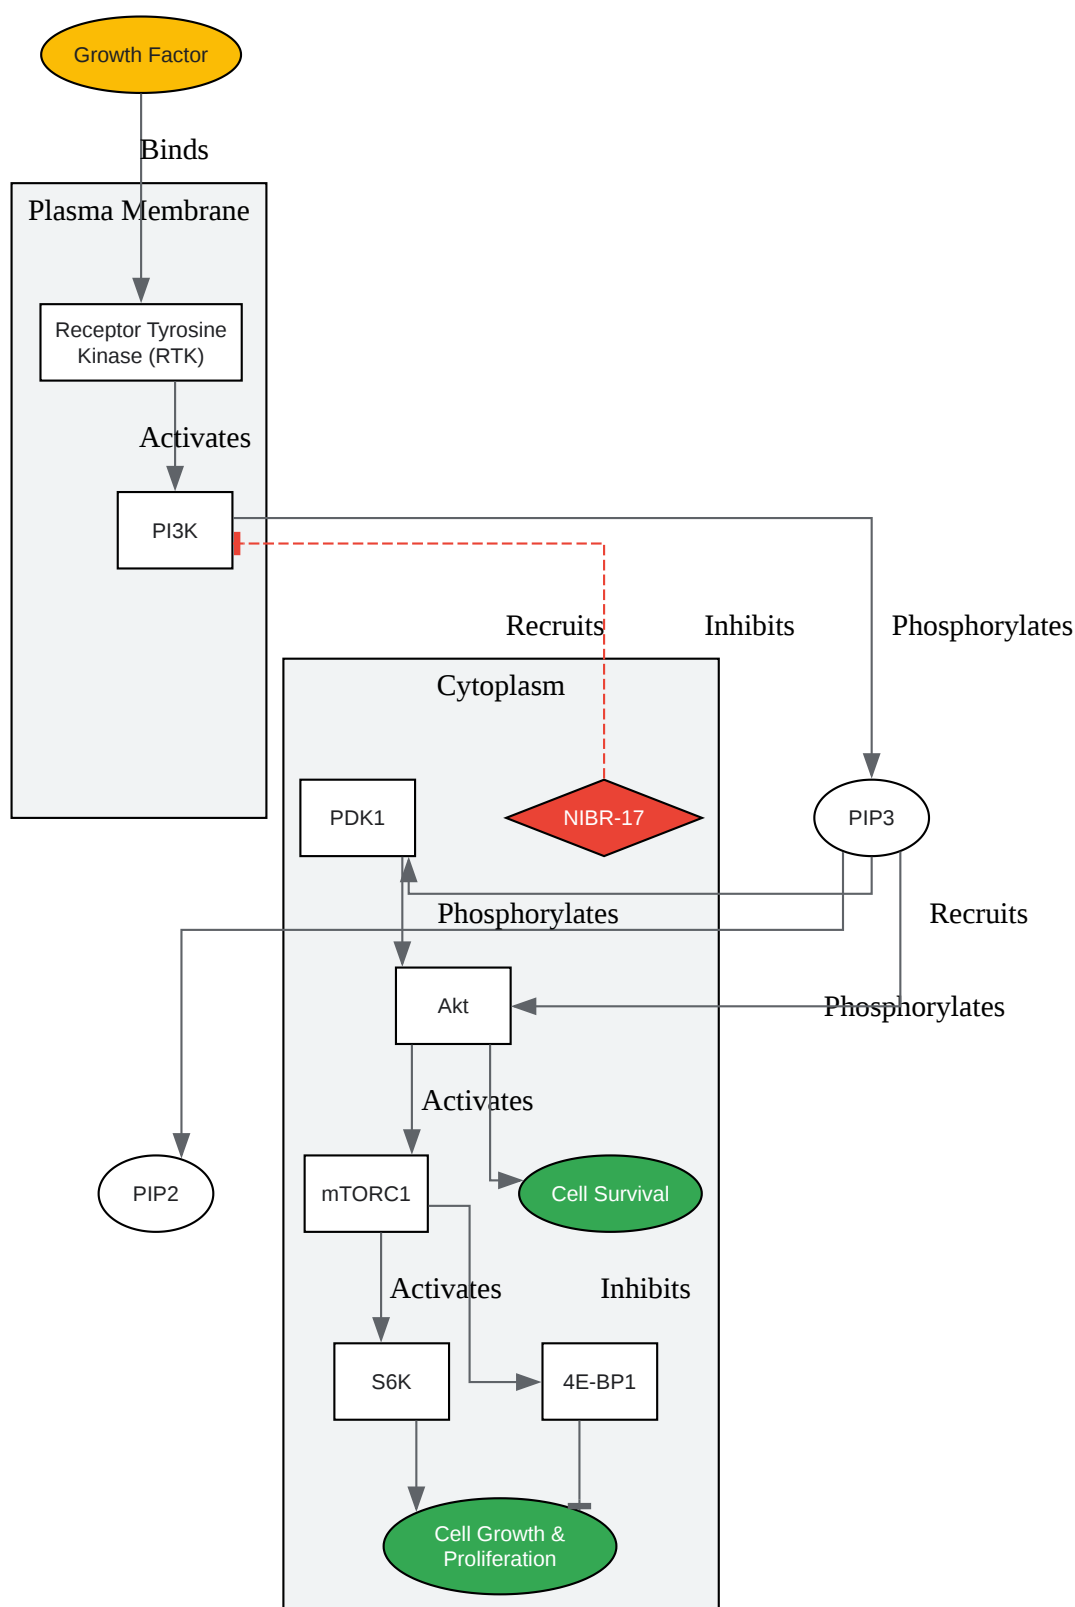 Growth Factor
Binds
Plasma Membrane
Receptor Tyrosine
Kinase (RTK)
Activates
PI3K
Recruits
Inhibits
Phosphorylates
Cytoplasm
PDK1
NIBR-17
PIP3
Phosphorylates
Recruits
Akt
Phosphorylates
Activates
PIP2
mTORC1
Cell Survival
Activates
Inhibits
S6K
4E-BP1
Cell Growth &
Proliferation